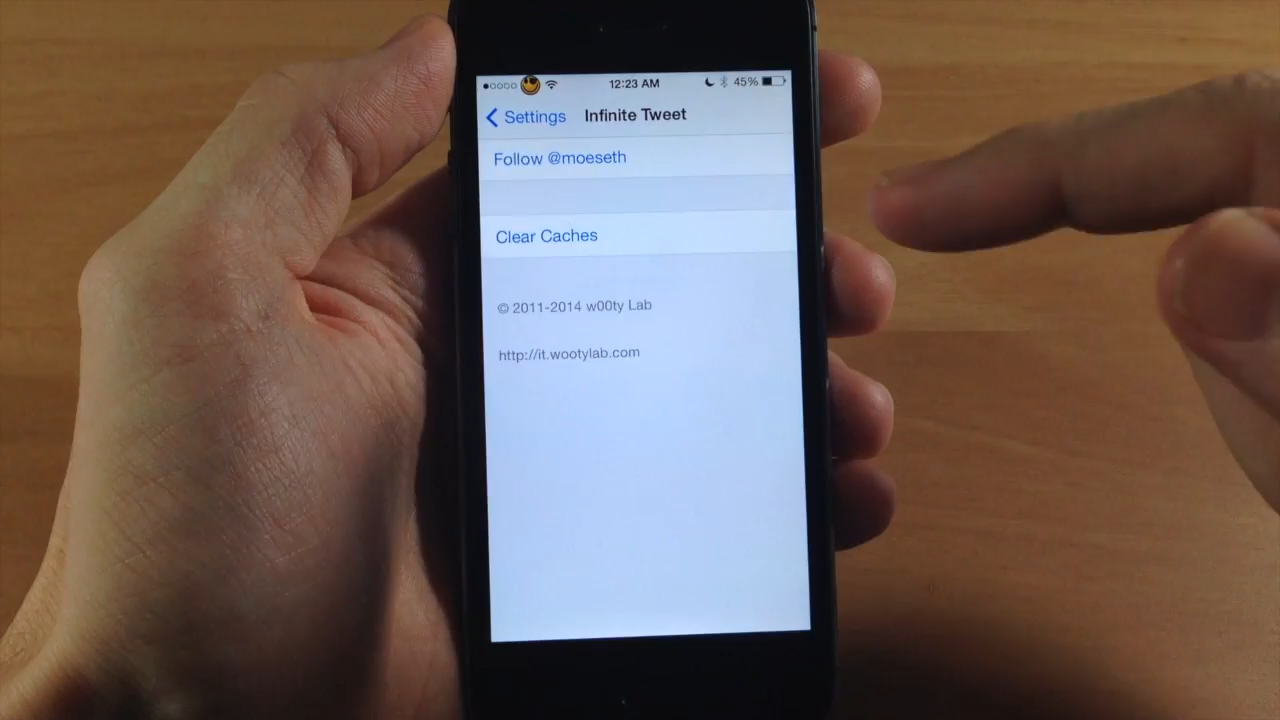 12:23 AM 45%
Settings Infinite Tweet
Follow @moeseth
Clear Caches
© 2011-2014 w00ty Lab
http://it.wootylab.com